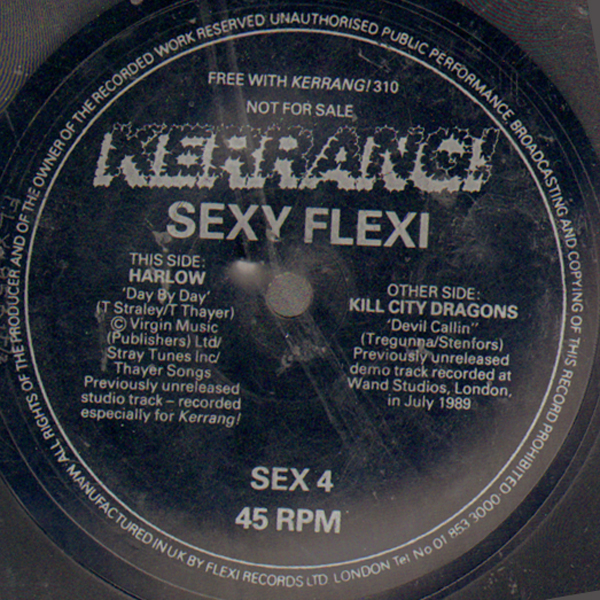 ALL RIGHTS OF THE PRODUCER AND OF THE OWNER OF THE RECORDED WORK RESERVED UNAUTHORISED PUBLIC PERFORMANCE BROADCASTING AND COPYING OF THIS RECORD PROHIBITED
FREE WITH KERRANG! 310
NOT FOR SALE
KERRANG!
SEXY FLEXI
THIS SIDE:
HARLOW
'Day By Day'
(T Straley/T Thayer)
© Virgin Music
(Publishers) Ltd/
Stray Tunes Inc/
Thayer Songs
Previously unreleased
studio track – recorded
especially for Kerrang!
OTHER SIDE:
KILL CITY DRAGONS
'Devil Callin''
(Tregunna/Stenfors)
Previously unreleased
demo track recorded at
Wand Studios, London,
in July 1989
SEX 4
45 RPM
MANUFACTURED IN UK BY FLEXI RECORDS LTD LONDON Tel No 01 853 3000